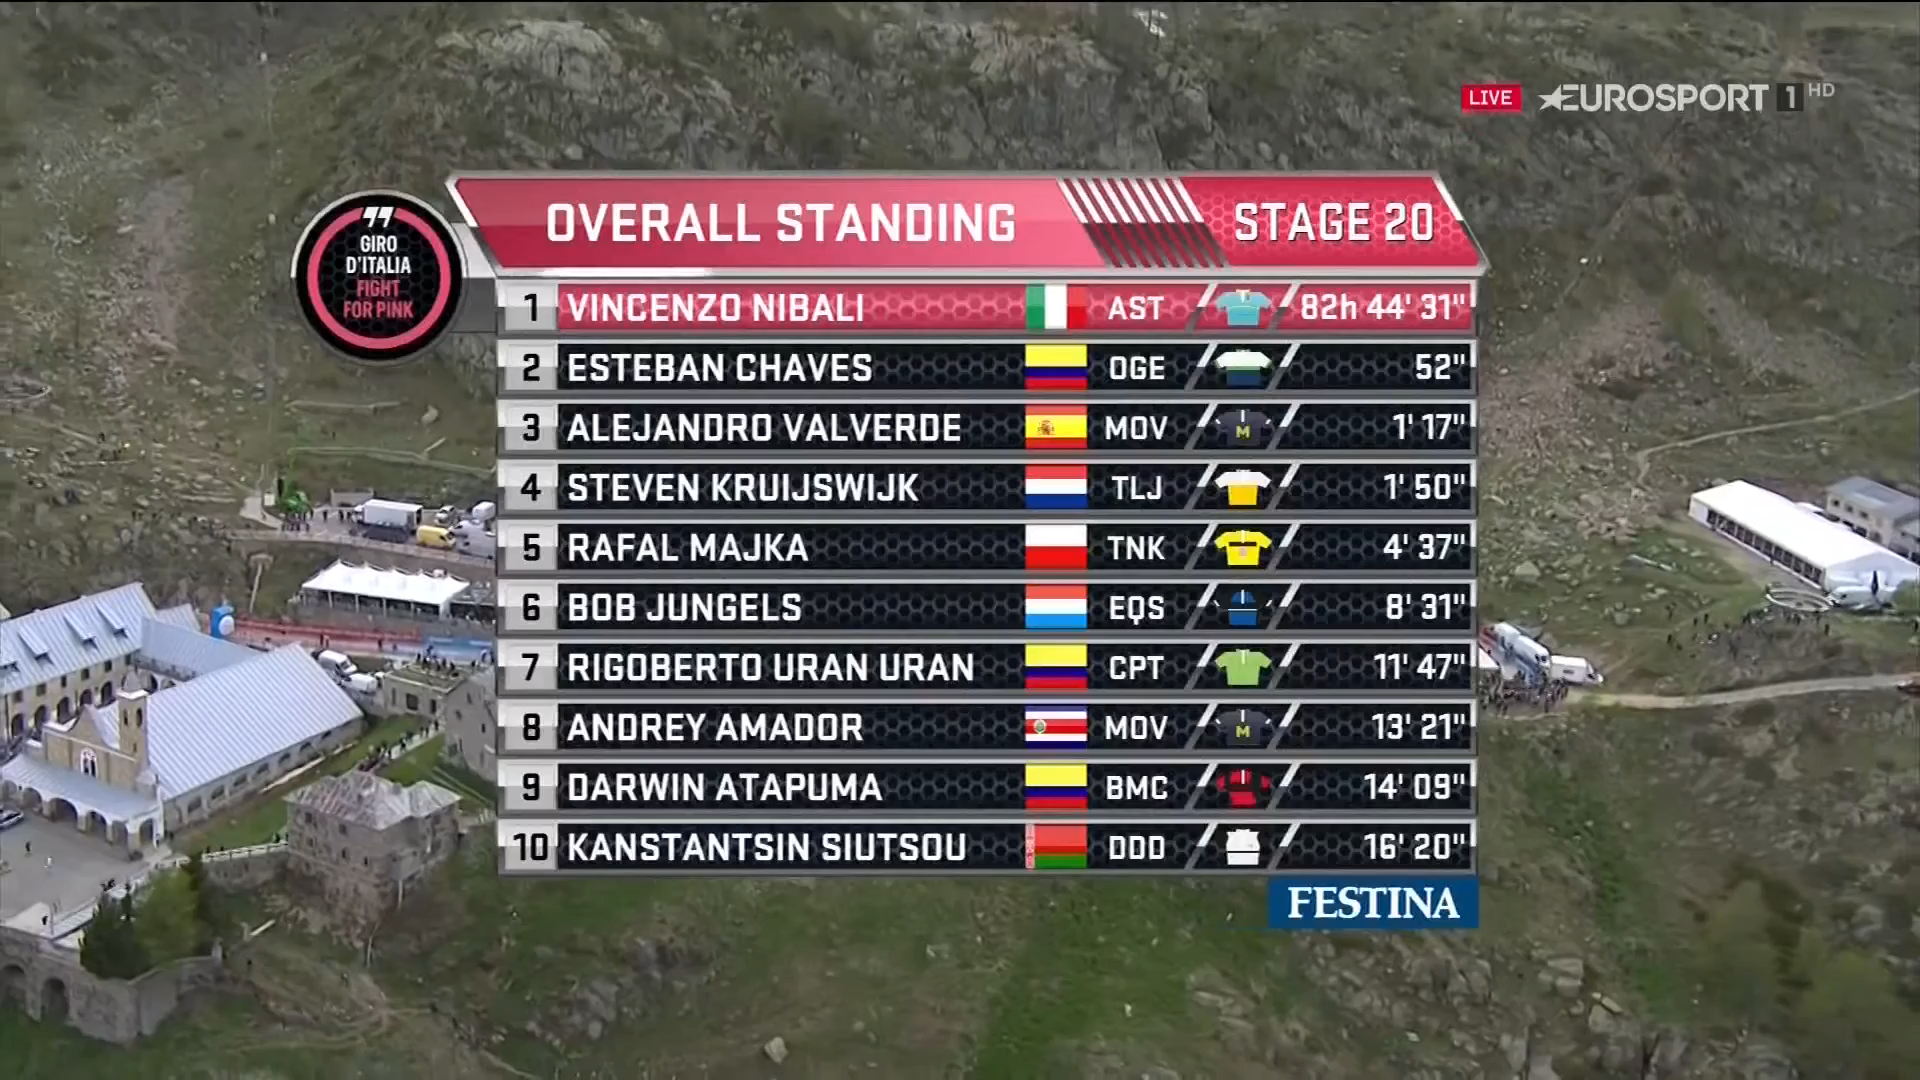 LIVE EUROSPORT 1 HD
GIRO
D'ITALIA
FIGHT
FOR PINK
OVERALL STANDING STAGE 20
1 VINCENZO NIBALI AST 82h 44' 31"
2 ESTEBAN CHAVES OGE 52"
3 ALEJANDRO VALVERDE MOV M 1' 17"
4 STEVEN KRUIJSWIJK TLJ 1' 50"
5 RAFAL MAJKA TNK 4' 37"
6 BOB JUNGELS EQS 8' 31"
7 RIGOBERTO URAN URAN CPT 11' 47"
8 ANDREY AMADOR MOV M 13' 21"
9 DARWIN ATAPUMA BMC 14' 09"
10 KANSTANTSIN SIUTSOU DDD 16' 20"
FESTINA